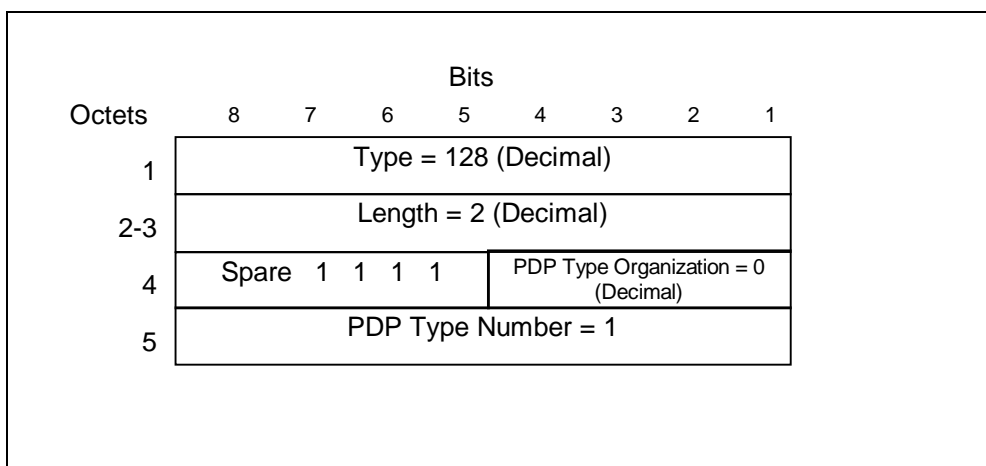 Bits
Octets 8 7 6 5 4 3 2 1
1 Type = 128 (Decimal)
2-3 Length = 2 (Decimal)
4 Spare 1 1 1 1 PDP Type Organization = 0
(Decimal)
5 PDP Type Number = 1